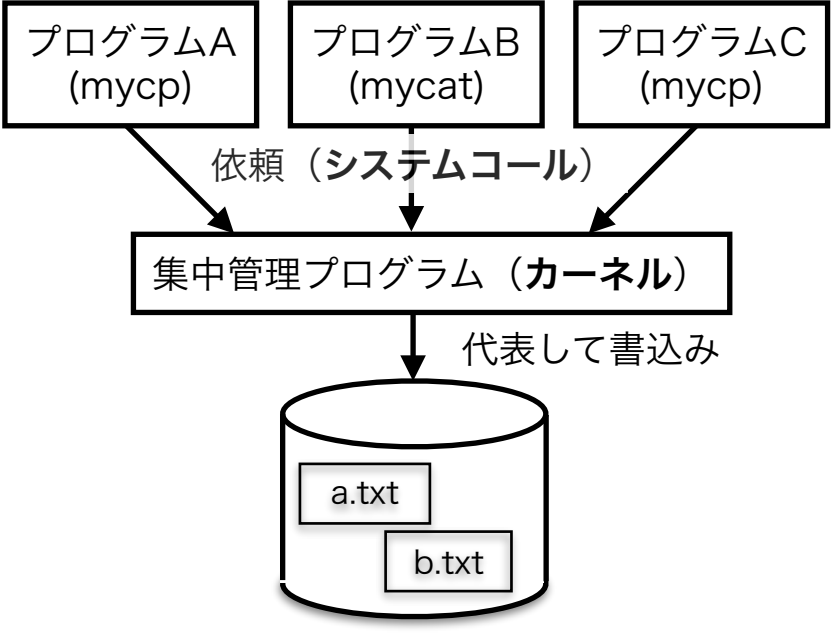 プログラムA
(mycp)
プログラムB
(mycat)
プログラムC
(mycp)
依頼（システムコール）
集中管理プログラム（カーネル）
代表して書込み
a.txt
b.txt